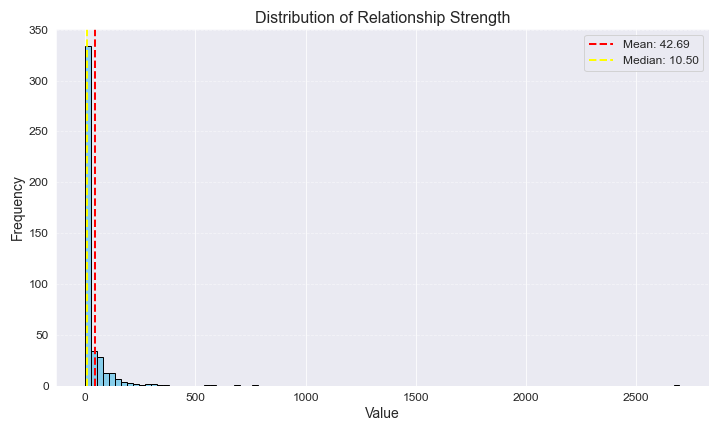 Distribution of Relationship Strength
Mean: 42.69
Median: 10.50
350
300
250
200
150
100
50
0
Frequency
0
500
1000
1500
2000
2500
Value